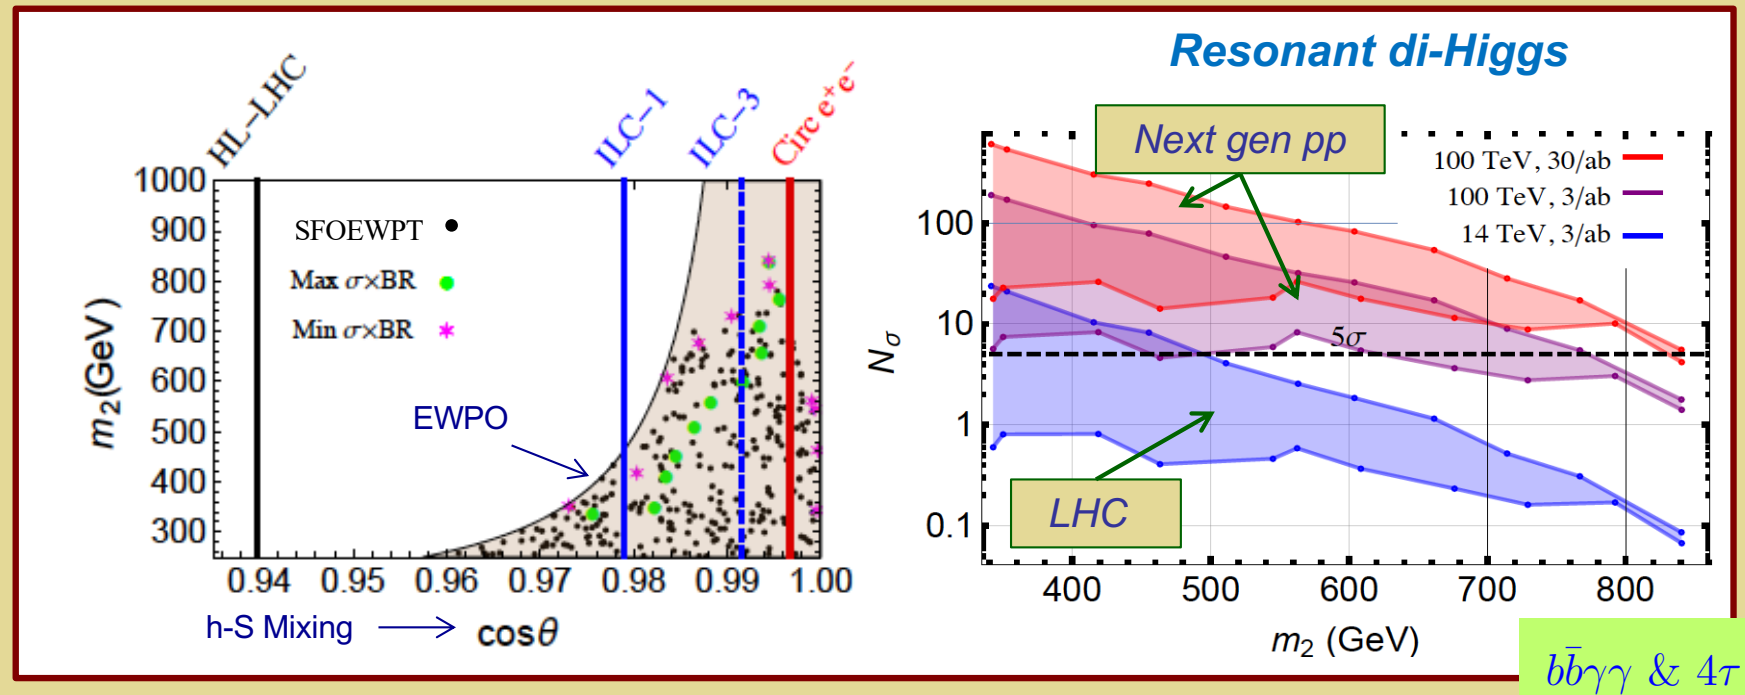 Resonant di-Higgs
HL-LHC
ILC-1
ILC-3
Circ e⁺e⁻
1000
900
800
700
600
500
400
300
m₂(GeV)
SFOEWPT
Max σ×BR
Min σ×BR
EWPO
0.94 0.95 0.96 0.97 0.98 0.99 1.00
h-S Mixing
cosθ
Next gen pp
100 TeV, 30/ab
100 TeV, 3/ab
14 TeV, 3/ab
100
10
1
0.1
Nσ
5σ
LHC
400 500 600 700 800
m₂ (GeV)
bb̄γγ & 4τ